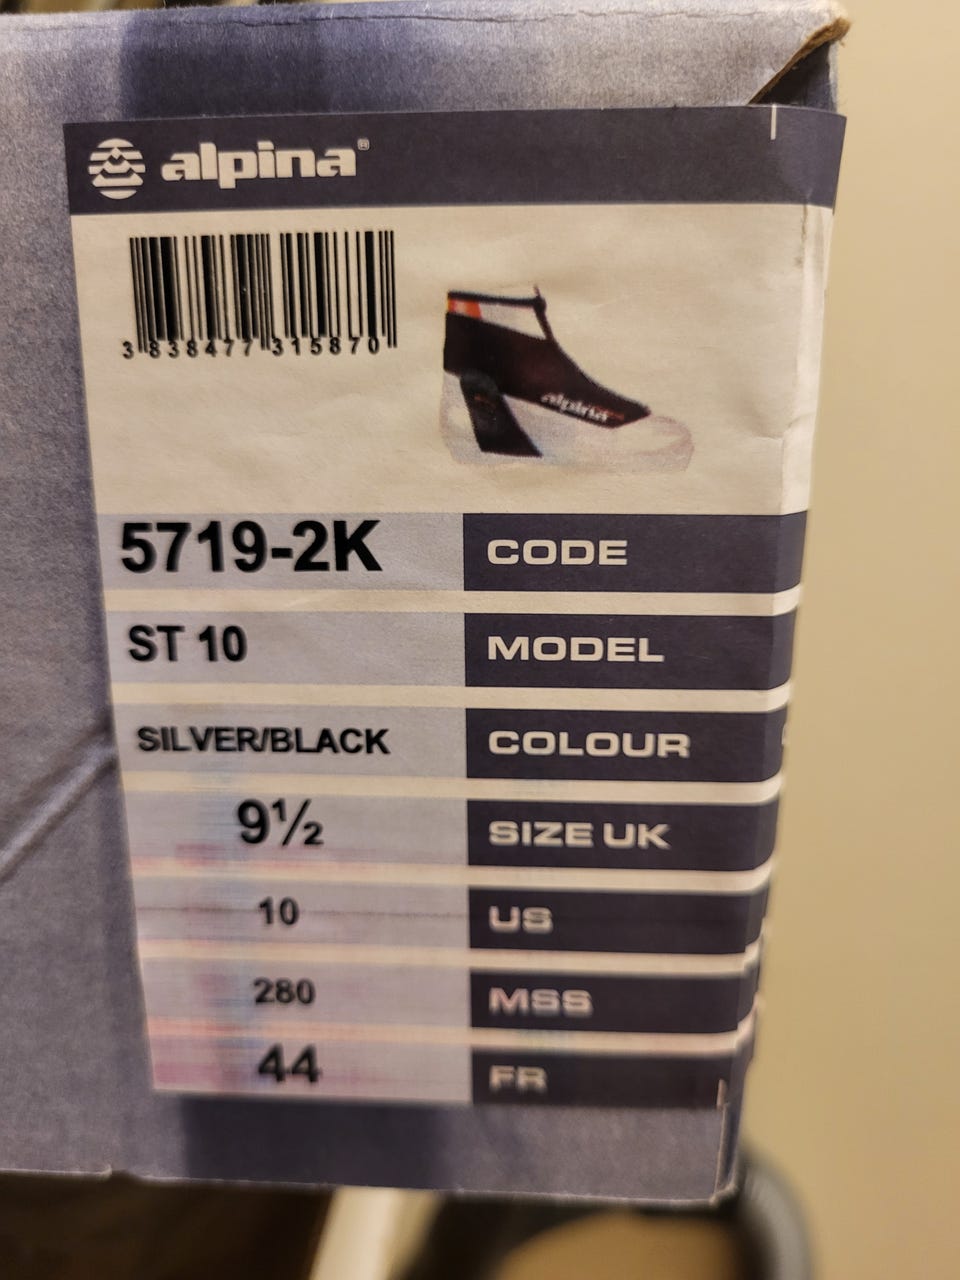 alpina®
3 838477 315870
alpina
5719-2K CODE
ST 10 MODEL
SILVER/BLACK COLOUR
9½ SIZE UK
10 US
280 MSS
44 FR